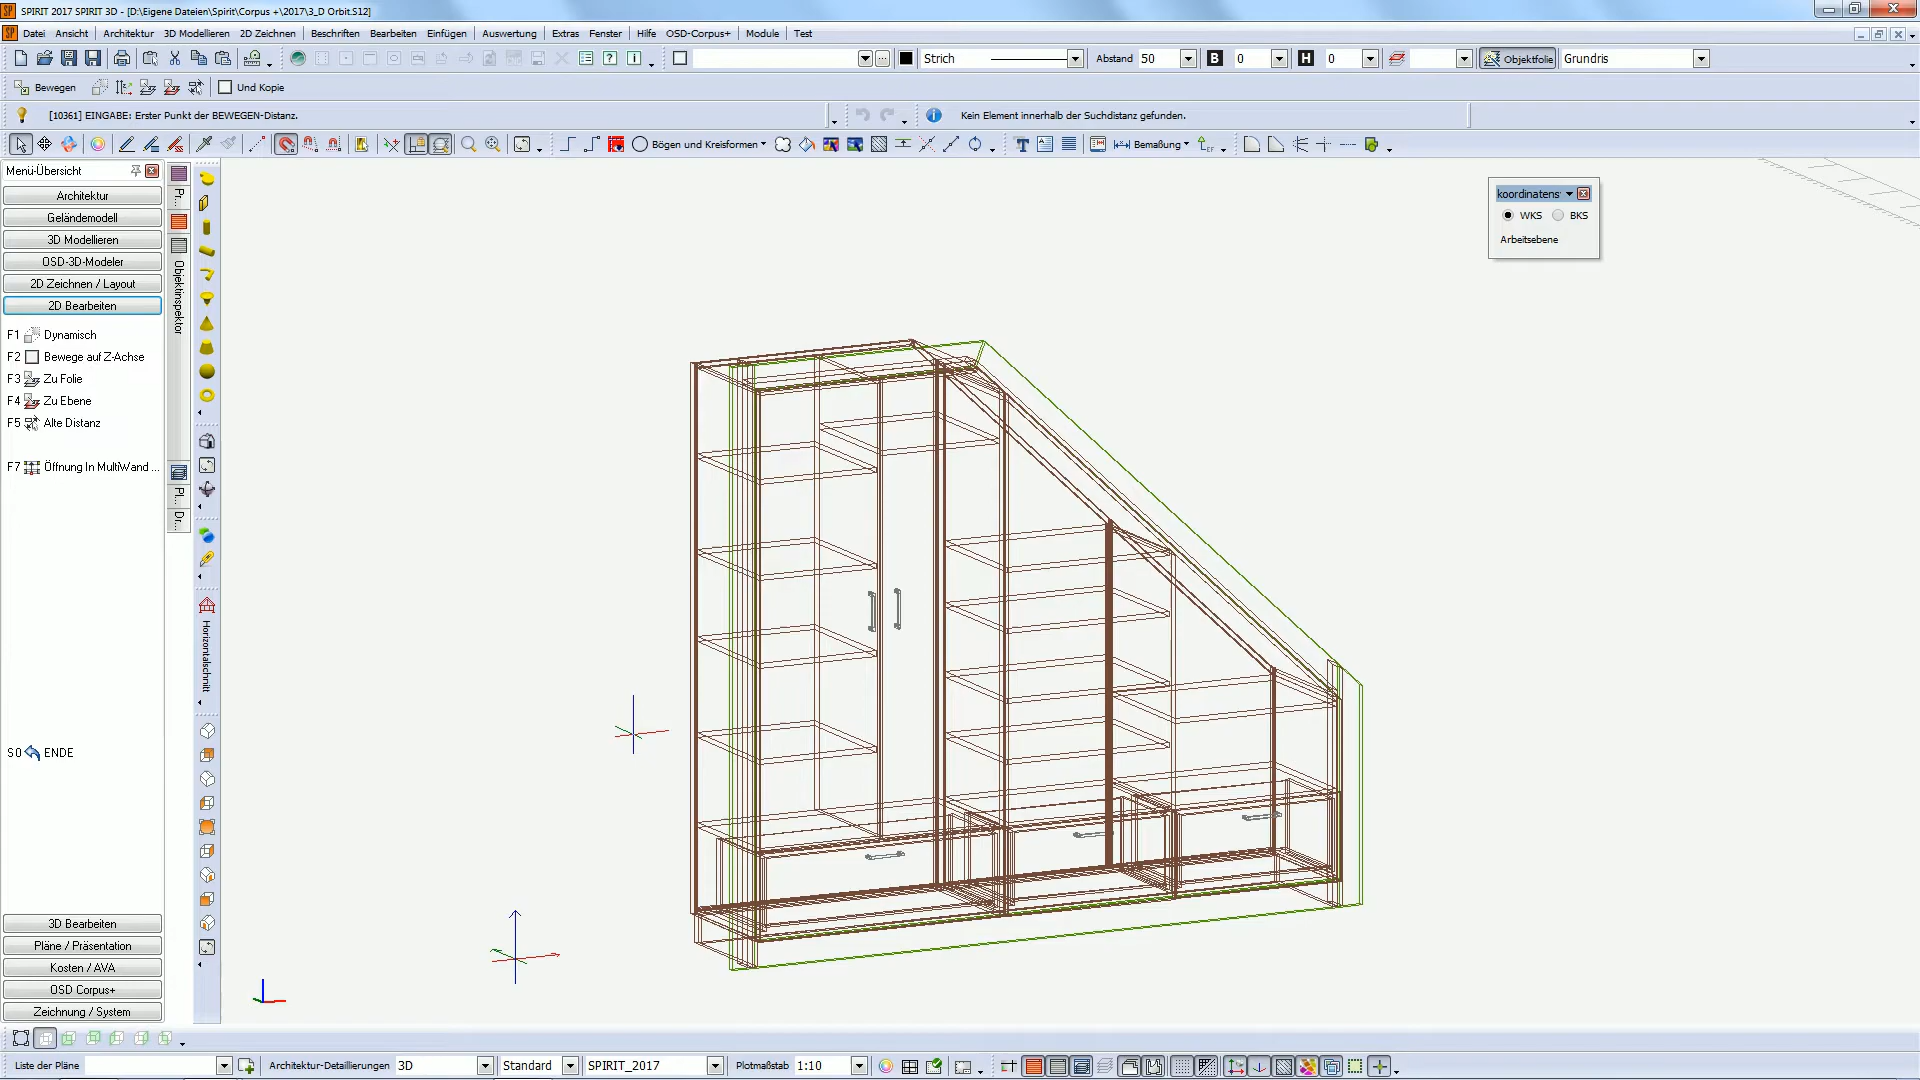 SPIRIT 2017 SPIRIT 3D - [D:\Eigene Dateien\Spirit\Corpus +\2017\3_D Orbit.S12]
Datei Ansicht Architektur 3D Modellieren 2D Zeichnen Beschriften Bearbeiten Einfügen Auswertung Extras Fenster Hilfe OSD-Corpus+ Module Test
Strich Abstand 50 B 0 H 0 Objektfolie Grundris
Bewegen Und Kopie
[10361] EINGABE: Erster Punkt der BEWEGEN-Distanz. Kein Element innerhalb der Suchdistanz gefunden.
Bögen und Kreisformen Bemaßung
Menü-Übersicht
Architektur
Geländemodell
3D Modellieren
OSD-3D-Modeler
2D Zeichnen / Layout
2D Bearbeiten
F1 Dynamisch
F2 Bewege auf Z-Achse
F3 Zu Folie
F4 Zu Ebene
F5 Alte Distanz
F7 Öffnung In MultiWand ...
S0 ENDE
3D Bearbeiten
Pläne / Präsentation
Kosten / AVA
OSD Corpus+
Zeichnung / System
Pr...
Objektinspektor
Pl...
Dr...
Horizontalschnitt
koordinatens
WKS BKS
Arbeitsebene
Liste der Pläne Architektur-Detaillierungen 3D Standard SPIRIT_2017 Plotmaßstab 1:10